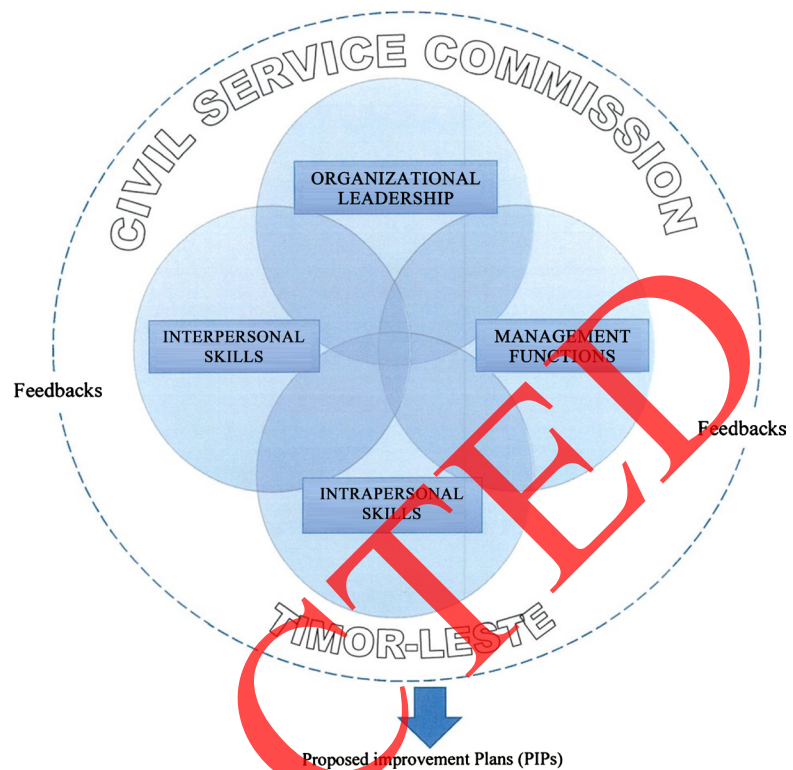 CIVIL SERVICE COMMISSION
ORGANIZATIONAL
LEADERSHIP
INTERPERSONAL
SKILLS
MANAGEMENT
FUNCTIONS
Feedbacks
Feedbacks
INTRAPERSONAL
SKILLS
TIMOR-LESTE
Proposed improvement Plans (PIPs)
CTED